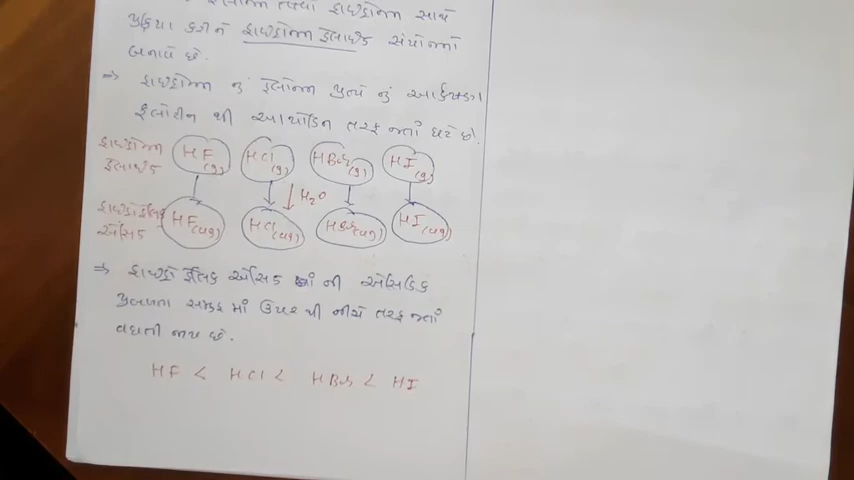 હાઇડ્રોજન સાથે
પ્રક્રિયા કરીને હાઇડ્રોજન હેલાઇડ સંયોજનો
બનાવે છે.
⇒ હાઇડ્રોજન નું હેલોજન પ્રત્યે નું આકર્ષણ
ફ્લોરીન થી આયોડિન તરફ જતાં ઘટે છે.
હાઇડ્રોજન હેલાઇડ HF(g) HCl(g) HBr(g) HI(g)
H₂O
એસિડ HF(aq) HCl(aq) HBr(aq) HI(aq)
⇒ એસિડ ની એસિડિક
પ્રબળતા સમૂહ માં ઉપર થી નીચે તરફ જતાં
વધતી જાય છે.
HF < HCl < HBr < HI